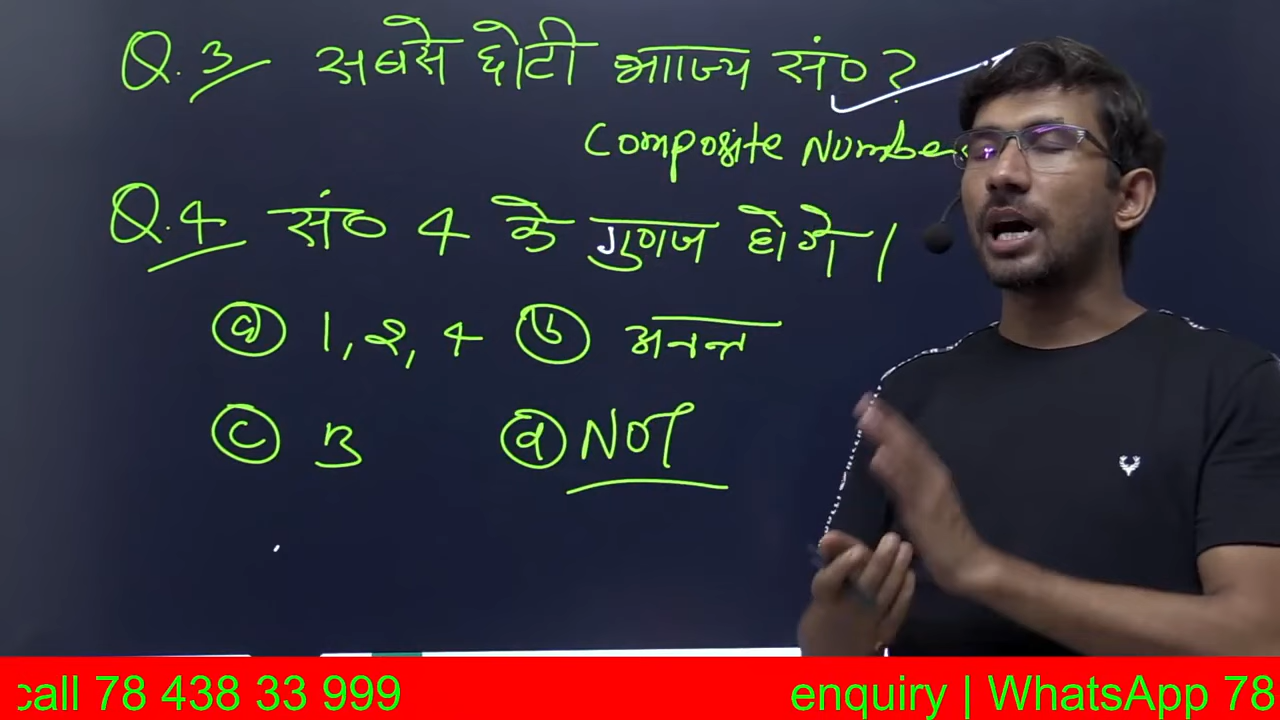 Q.3 सबसे छोटी भाज्य सं० ?
Composite Number
Q.4 सं० 4 के गुणज होंगे।
(a) 1, 2, 4 (b) अनन्त
(c) 3 (d) NOT
call 78 438 33 999 enquiry | WhatsApp 78